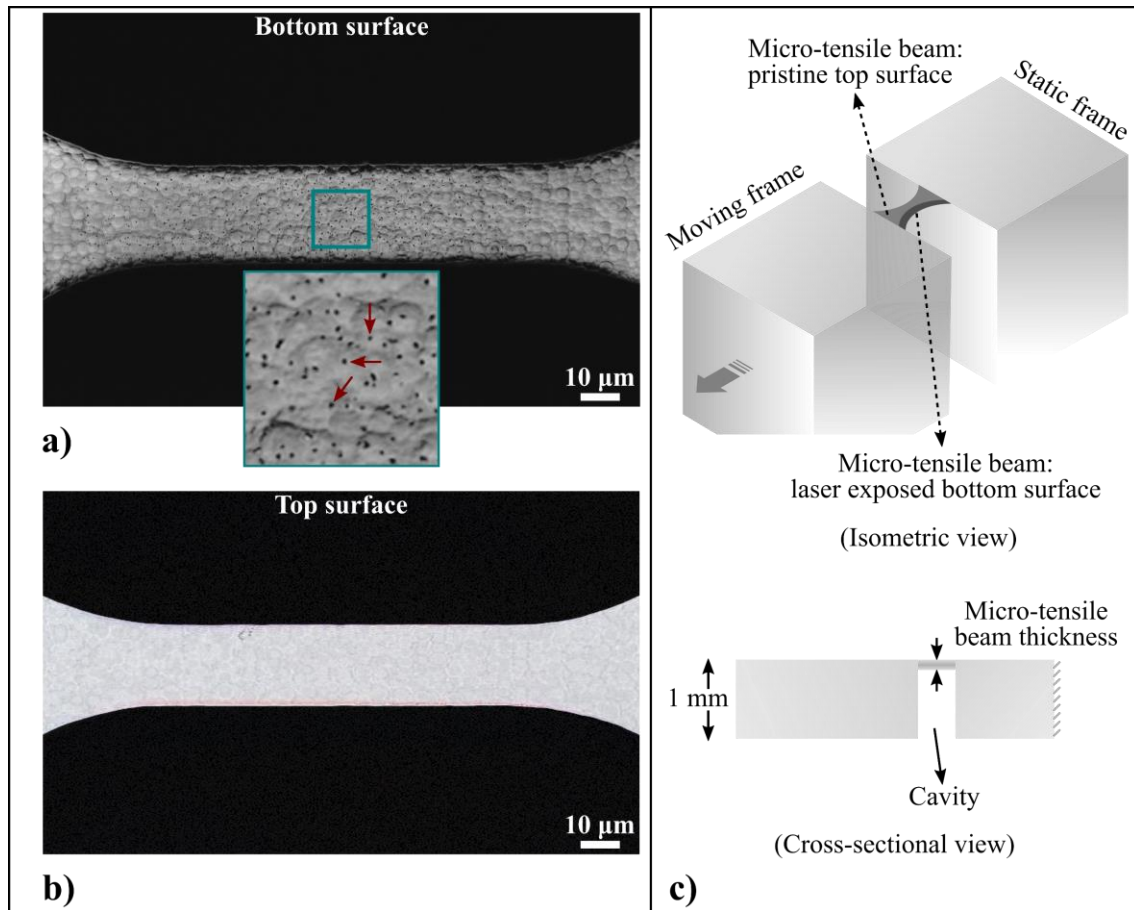 Bottom surface
10 μm
a)
Top surface
10 μm
b)
Micro-tensile beam:
pristine top surface
Static frame
Moving frame
Micro-tensile beam:
laser exposed bottom surface
(Isometric view)
Micro-tensile
beam thickness
1 mm
Cavity
(Cross-sectional view)
c)